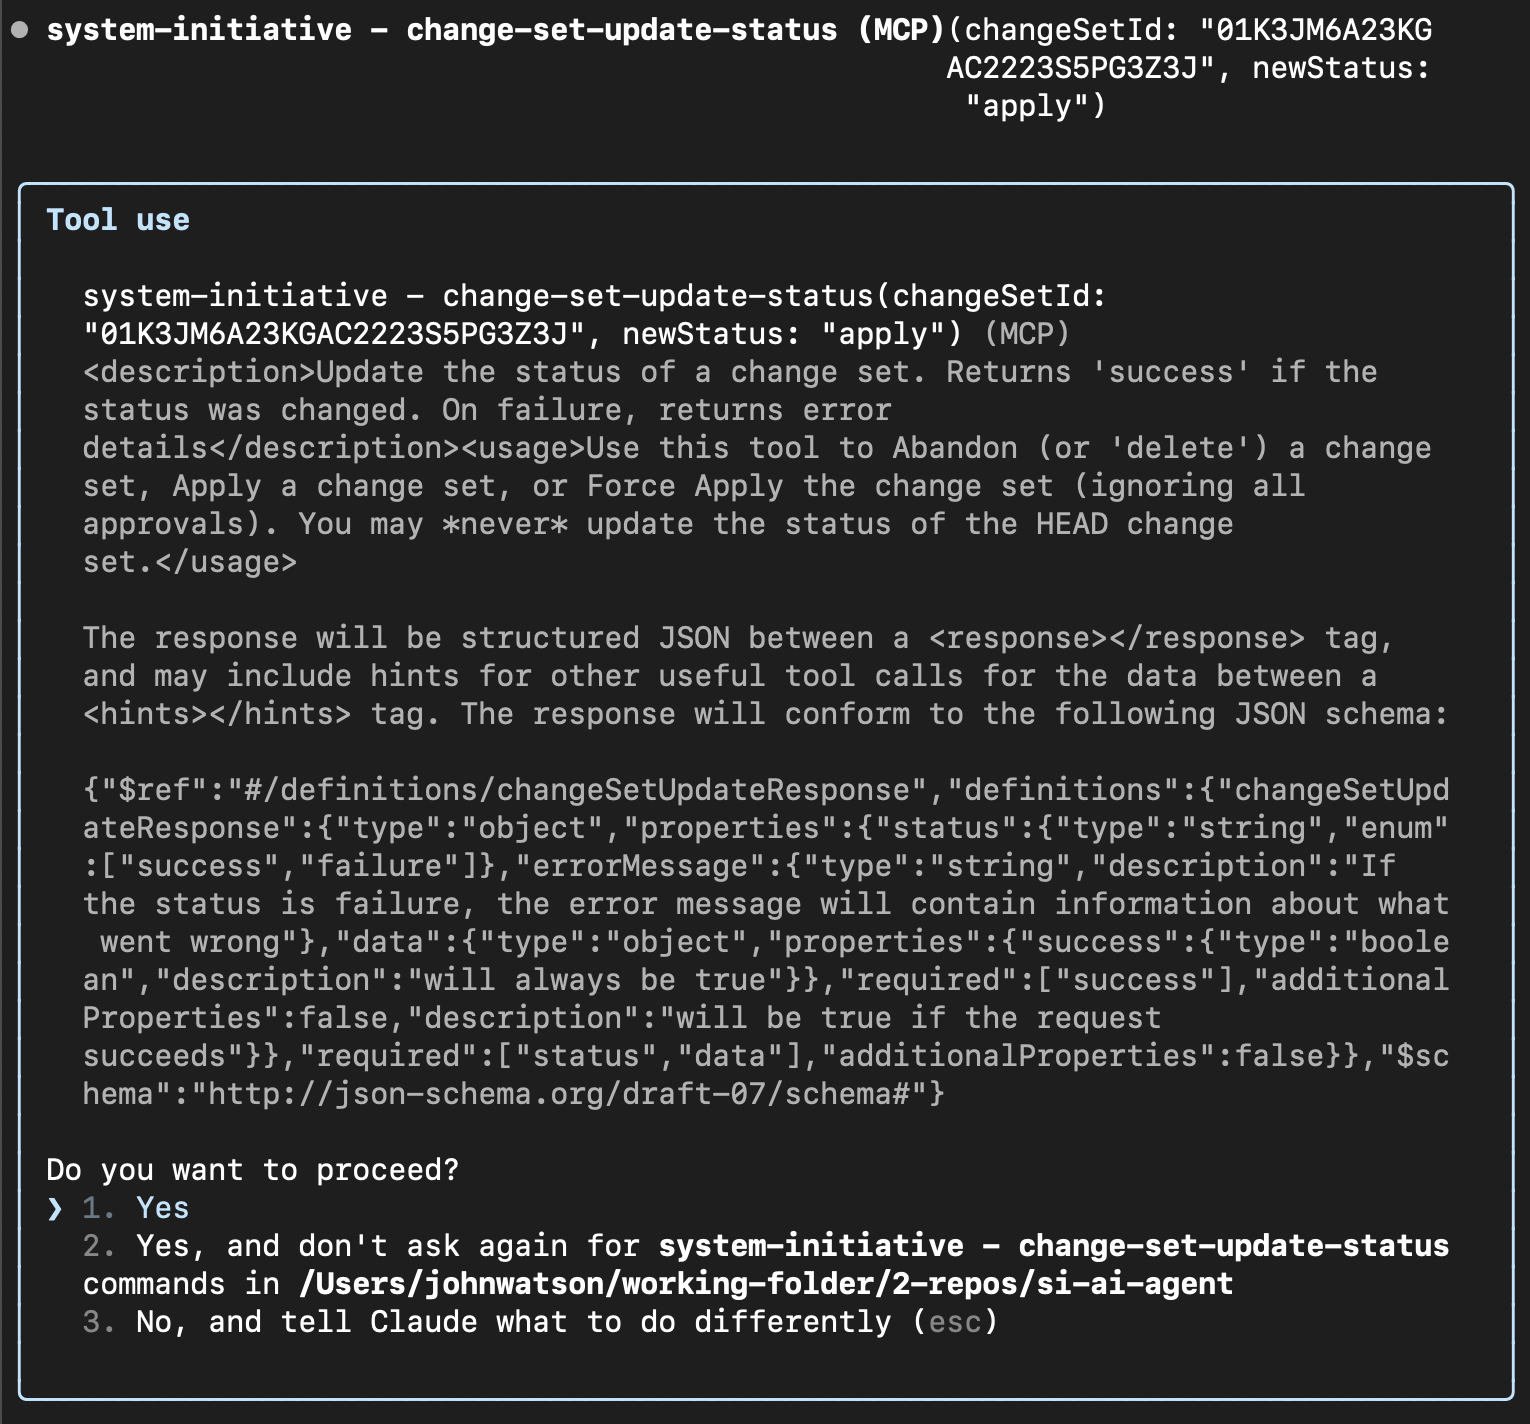 ● system-initiative - change-set-update-status (MCP)(changeSetId: "01K3JM6A23KG
AC2223S5PG3Z3J", newStatus:
"apply")
Tool use
system-initiative - change-set-update-status(changeSetId:
"01K3JM6A23KGAC2223S5PG3Z3J", newStatus: "apply") (MCP)
<description>Update the status of a change set. Returns 'success' if the
status was changed. On failure, returns error
details</description><usage>Use this tool to Abandon (or 'delete') a change
set, Apply a change set, or Force Apply the change set (ignoring all
approvals). You may *never* update the status of the HEAD change
set.</usage>
The response will be structured JSON between a <response></response> tag,
and may include hints for other useful tool calls for the data between a
<hints></hints> tag. The response will conform to the following JSON schema:
{"$ref":"#/definitions/changeSetUpdateResponse","definitions":{"changeSetUpd
ateResponse":{"type":"object","properties":{"status":{"type":"string","enum"
:["success","failure"]},"errorMessage":{"type":"string","description":"If
the status is failure, the error message will contain information about what
went wrong"},"data":{"type":"object","properties":{"success":{"type":"boole
an","description":"will always be true"}},"required":["success"],"additional
Properties":false,"description":"will be true if the request
succeeds"}},"required":["status","data"],"additionalProperties":false}},"$sc
hema":"http://json-schema.org/draft-07/schema#"}
Do you want to proceed?
❯ 1. Yes
2. Yes, and don't ask again for system-initiative - change-set-update-status
commands in /Users/johnwatson/working-folder/2-repos/si-ai-agent
3. No, and tell Claude what to do differently (esc)